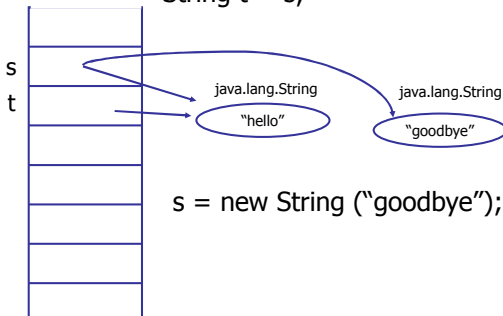 String t = s;
s
t
java.lang.String
java.lang.String
“hello”
“goodbye”
s = new String (“goodbye”);